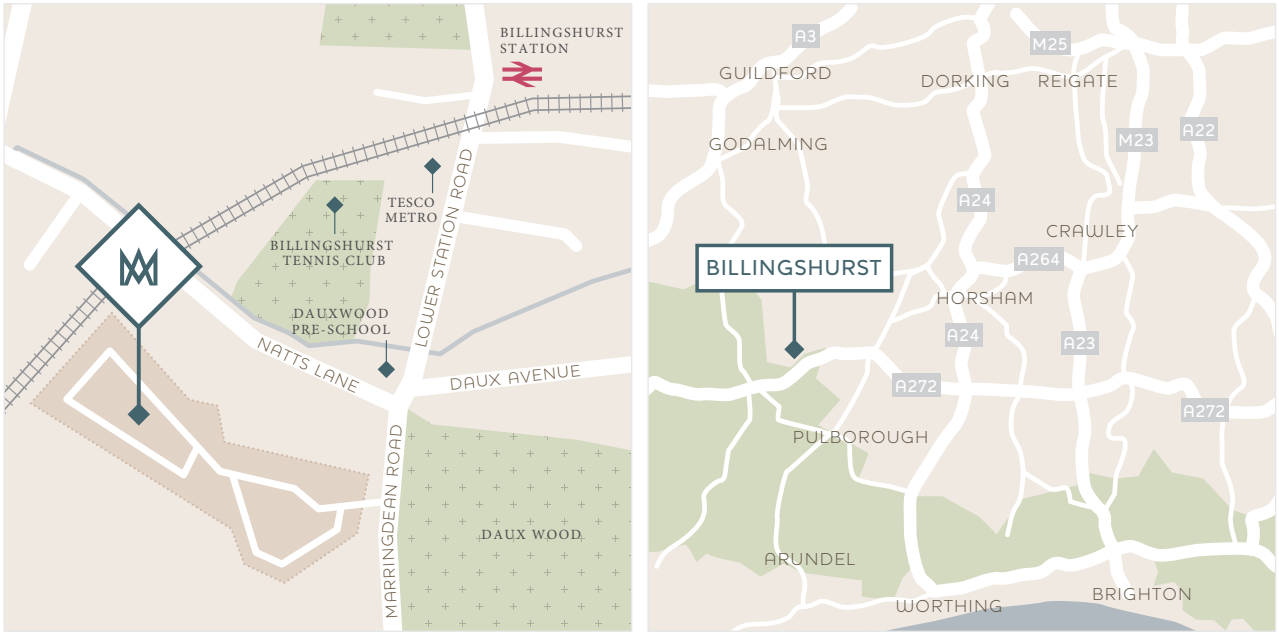 BILLINGSHURST
STATION
TESCO
METRO
BILLINGSHURST
TENNIS CLUB
DAUXWOOD
PRE-SCHOOL
LOWER STATION ROAD
NATTS LANE
DAUX AVENUE
MARRINGDEAN ROAD
DAUX WOOD
A3
M25
GUILDFORD
DORKING
REIGATE
GODALMING
M23
A22
A24
CRAWLEY
A264
BILLINGSHURST
HORSHAM
A24
A23
A272
A272
PULBOROUGH
ARUNDEL
WORTHING
BRIGHTON